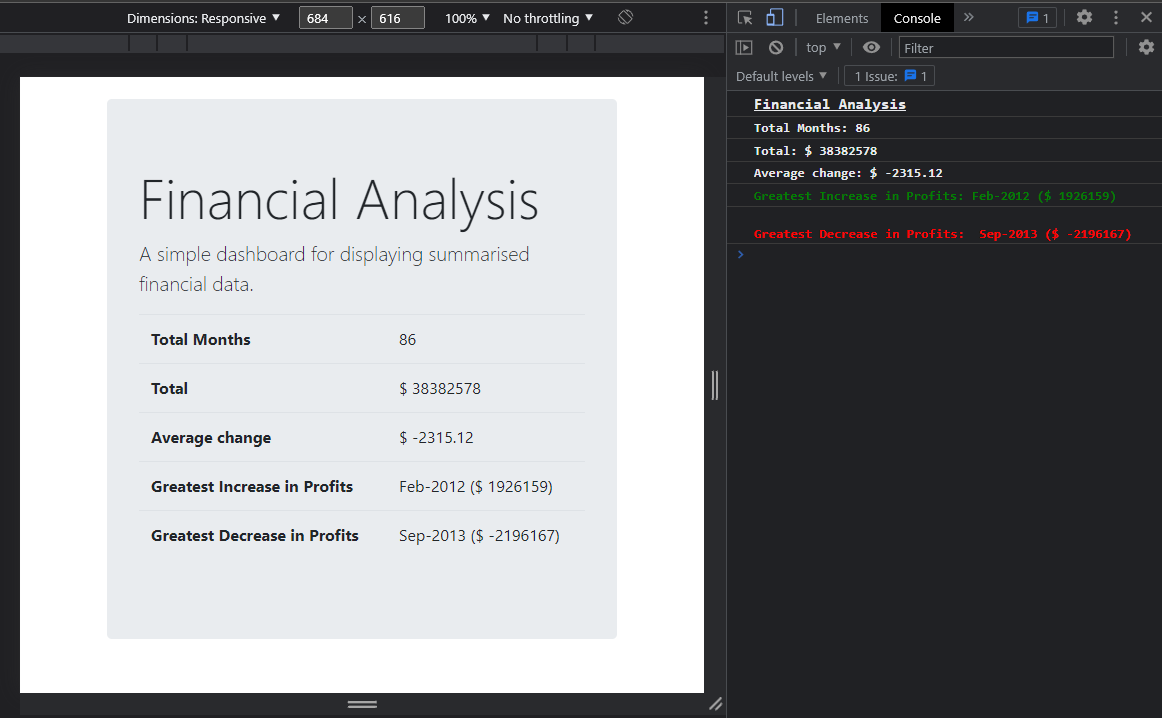 Dimensions: Responsive ▼ 684 × 616 100% ▼ No throttling ▼
Elements Console » 1
top ▼ Filter
Default levels ▼ 1 Issue: 1
Financial Analysis
A simple dashboard for displaying summarised
financial data.
Total Months 86
Total $ 38382578
Average change $ -2315.12
Greatest Increase in Profits Feb-2012 ($ 1926159)
Greatest Decrease in Profits Sep-2013 ($ -2196167)
Financial Analysis
Total Months: 86
Total: $ 38382578
Average change: $ -2315.12
Greatest Increase in Profits: Feb-2012 ($ 1926159)
Greatest Decrease in Profits:  Sep-2013 ($ -2196167)